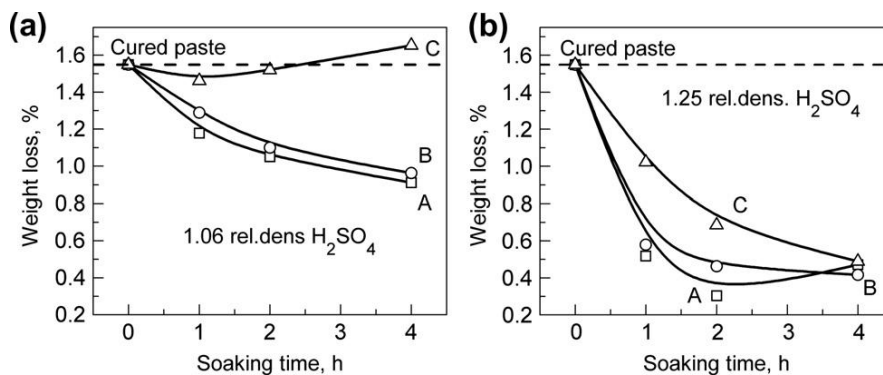 (a)
Weight loss, %
1.6
1.4
1.2
1.0
0.8
0.6
0.4
0.2
Cured paste
C
B
A
1.06 rel.dens H₂SO₄
0 1 2 3 4
Soaking time, h
(b)
Weight loss, %
1.6
1.4
1.2
1.0
0.8
0.6
0.4
0.2
Cured paste
1.25 rel.dens. H₂SO₄
C
A
B
0 1 2 3 4
Soaking time, h